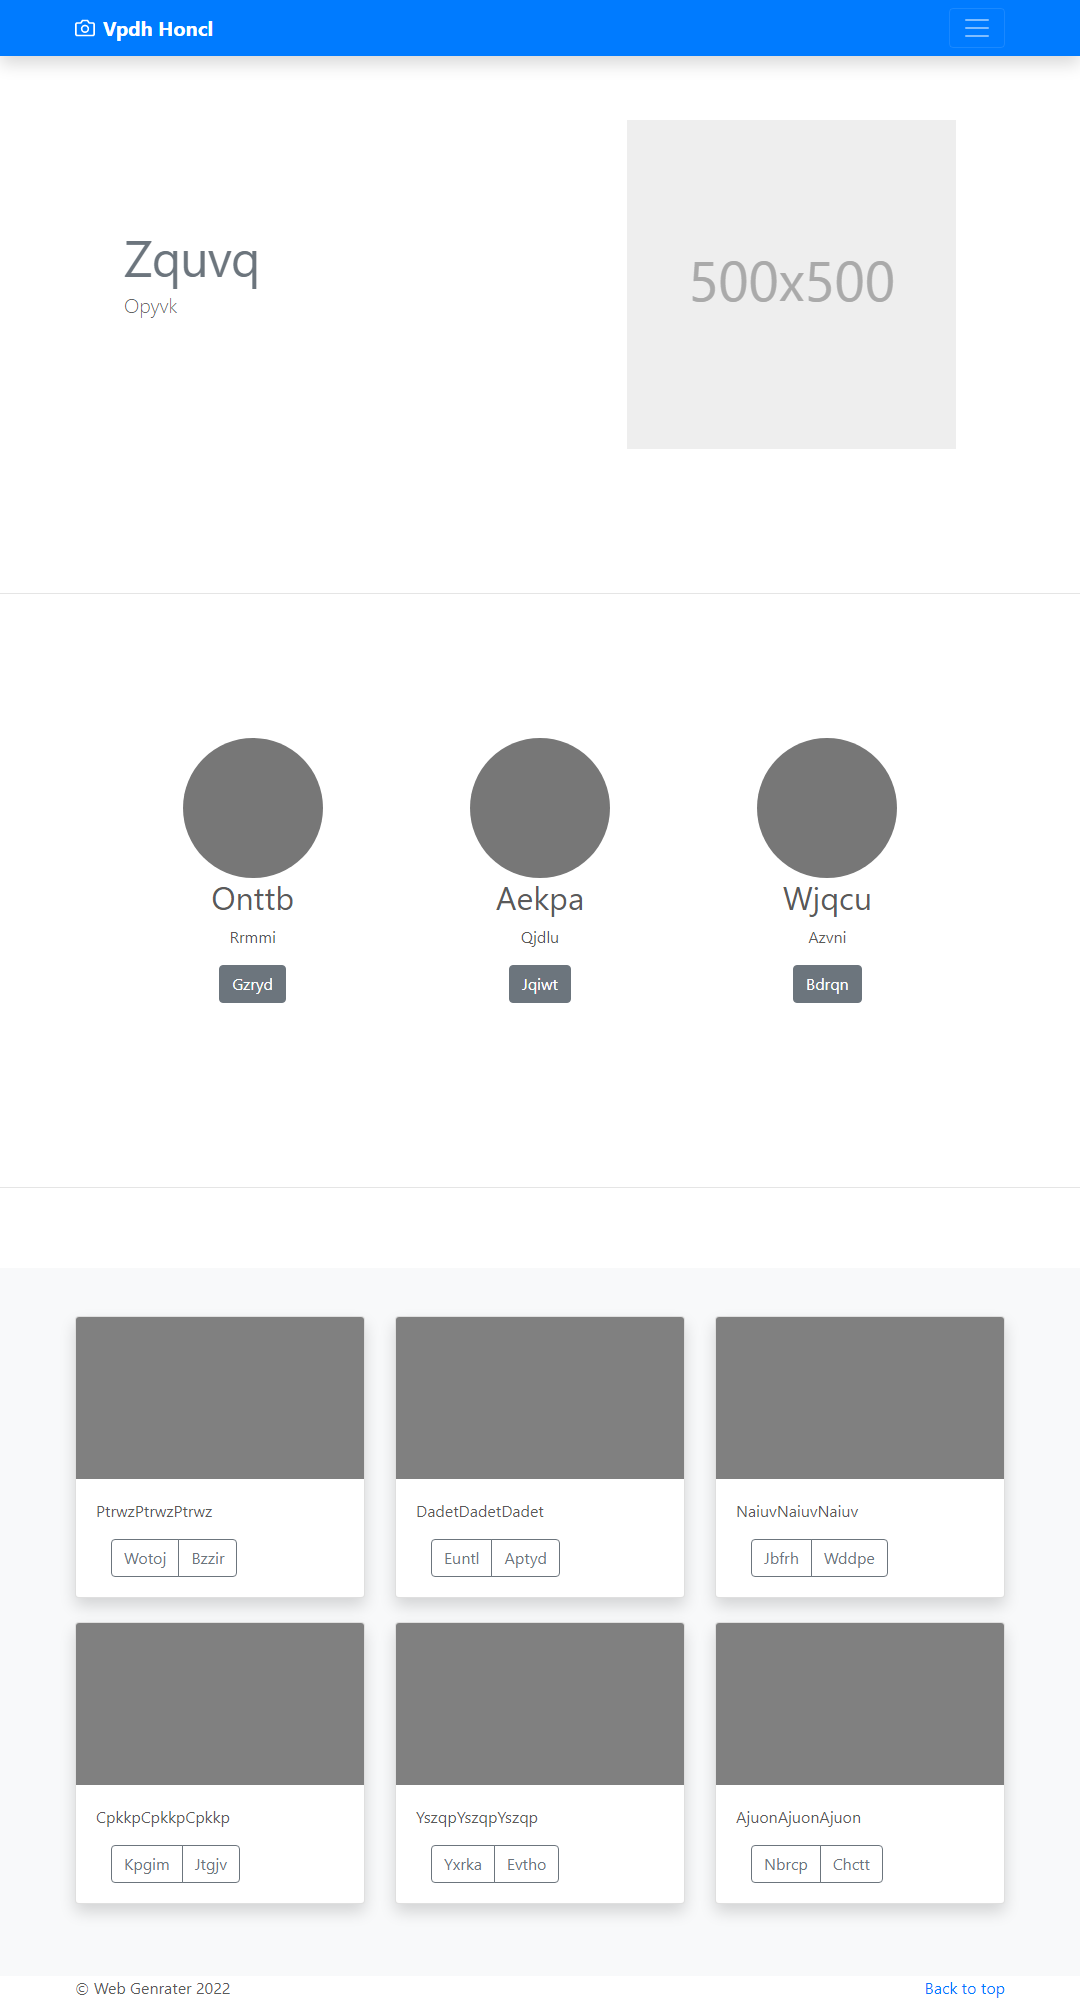 Vpdh Honcl
Zquvq
Opyvk
500x500
Onttb
Rrmmi
Gzryd
Aekpa
Qjdlu
Jqiwt
Wjqcu
Azvni
Bdrqn
PtrwzPtrwzPtrwz
Wotoj Bzzir
DadetDadetDadet
Euntl Aptyd
NaiuvNaiuvNaiuv
Jbfrh Wddpe
CpkkpCpkkpCpkkp
Kpgim Jtgjv
YszqpYszqpYszqp
Yxrka Evtho
AjuonAjuonAjuon
Nbrcp Chctt
© Web Genrater 2022
Back to top